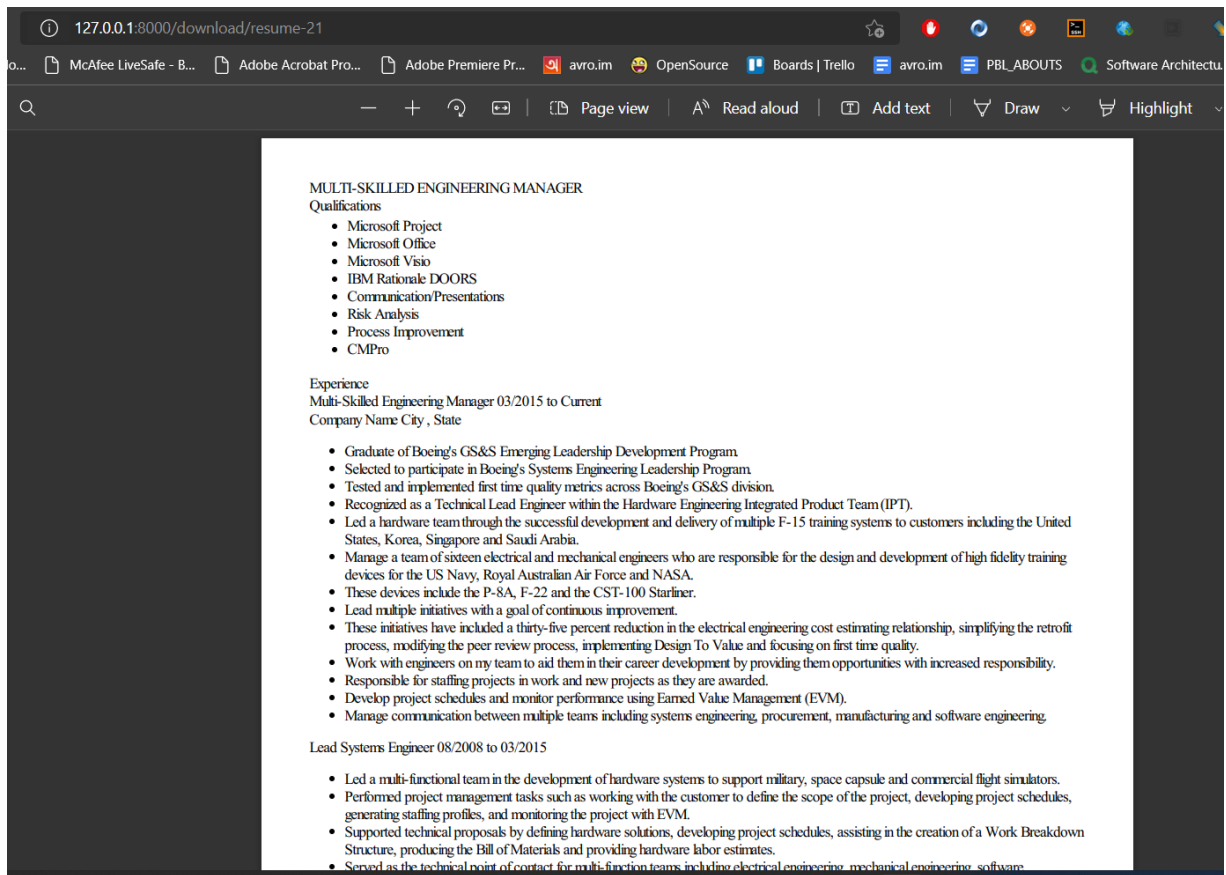 127.0.0.1:8000/download/resume-21
lo... McAfee LiveSafe - B... Adobe Acrobat Pro... Adobe Premiere Pr... avro.im OpenSource Boards | Trello avro.im PBL_ABOUTS Software Architectu
Page view Read aloud Add text Draw Highlight
MULTI-SKILLED ENGINEERING MANAGER
Qualifications
Microsoft Project
Microsoft Office
Microsoft Visio
IBM Rationale DOORS
Communication/Presentations
Risk Analysis
Process Improvement
CMPro
Experience
Multi-Skilled Engineering Manager 03/2015 to Current
Company Name City , State
Graduate of Boeing's GS&S Emerging Leadership Development Program.
Selected to participate in Boeing's Systems Engineering Leadership Program.
Tested and implemented first time quality metrics across Boeing's GS&S division.
Recognized as a Technical Lead Engineer within the Hardware Engineering Integrated Product Team (IPT).
Led a hardware team through the successful development and delivery of multiple F-15 training systems to customers including the United
States, Korea, Singapore and Saudi Arabia.
Manage a team of sixteen electrical and mechanical engineers who are responsible for the design and development of high fidelity training
devices for the US Navy, Royal Australian Air Force and NASA.
These devices include the P-8A, F-22 and the CST-100 Starliner.
Lead multiple initiatives with a goal of continuous improvement.
These initiatives have included a thirty-five percent reduction in the electrical engineering cost estimating relationship, simplifying the retrofit
process, modifying the peer review process, implementing Design To Value and focusing on first time quality.
Work with engineers on my team to aid them in their career development by providing them opportunities with increased responsibility.
Responsible for staffing projects in work and new projects as they are awarded.
Develop project schedules and monitor performance using Earned Value Management (EVM).
Manage communication between multiple teams including systems engineering, procurement, manufacturing and software engineering.
Lead Systems Engineer 08/2008 to 03/2015
Led a multi-functional team in the development of hardware systems to support military, space capsule and commercial flight simulators.
Performed project management tasks such as working with the customer to define the scope of the project, developing project schedules,
generating staffing profiles, and monitoring the project with EVM.
Supported technical proposals by defining hardware solutions, developing project schedules, assisting in the creation of a Work Breakdown
Structure, producing the Bill of Materials and providing hardware labor estimates.
Served as the technical point of contact for multi-function teams including electrical engineering, mechanical engineering, software